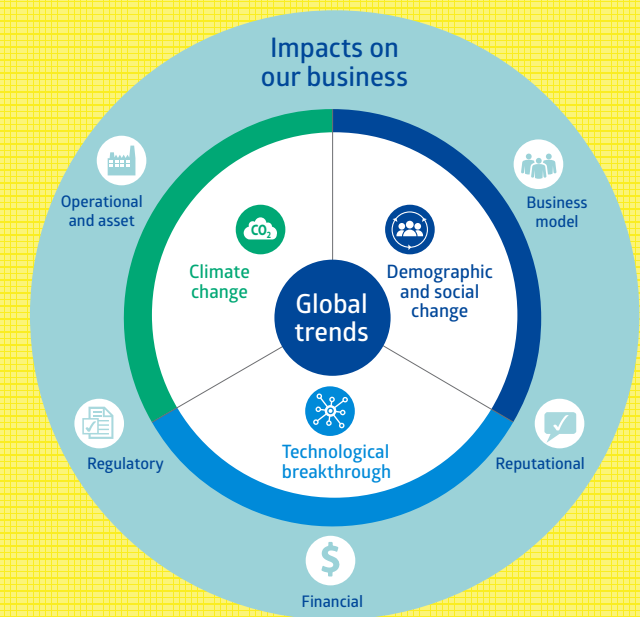 Impacts on
our business
Operational
and asset
Business
model
CO₂
Climate
change
Demographic
and social
change
Global
trends
Technological
breakthrough
Regulatory
Reputational
$
Financial